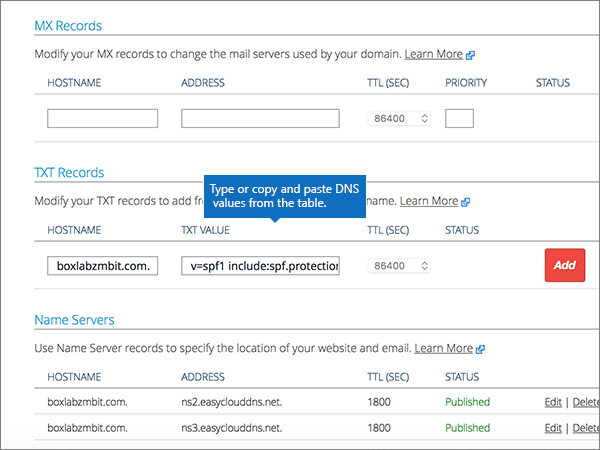 MX Records
Modify your MX records to change the mail servers used by your domain. Learn More
HOSTNAME ADDRESS TTL (SEC) PRIORITY STATUS
86400
TXT Records
Type or copy and paste DNS
values from the table.
Modify your TXT records to add fr name. Learn More
HOSTNAME TXT VALUE TTL (SEC) STATUS
boxlabzmbit.com. v=spf1 include:spf.protection 86400 Add
Name Servers
Use Name Server records to specify the location of your website and email. Learn More
HOSTNAME ADDRESS TTL (SEC) STATUS
boxlabzmbit.com. ns2.easyclouddns.net. 1800 Published Edit | Delete
boxlabzmbit.com. ns3.easyclouddns.net. 1800 Published Edit | Delete